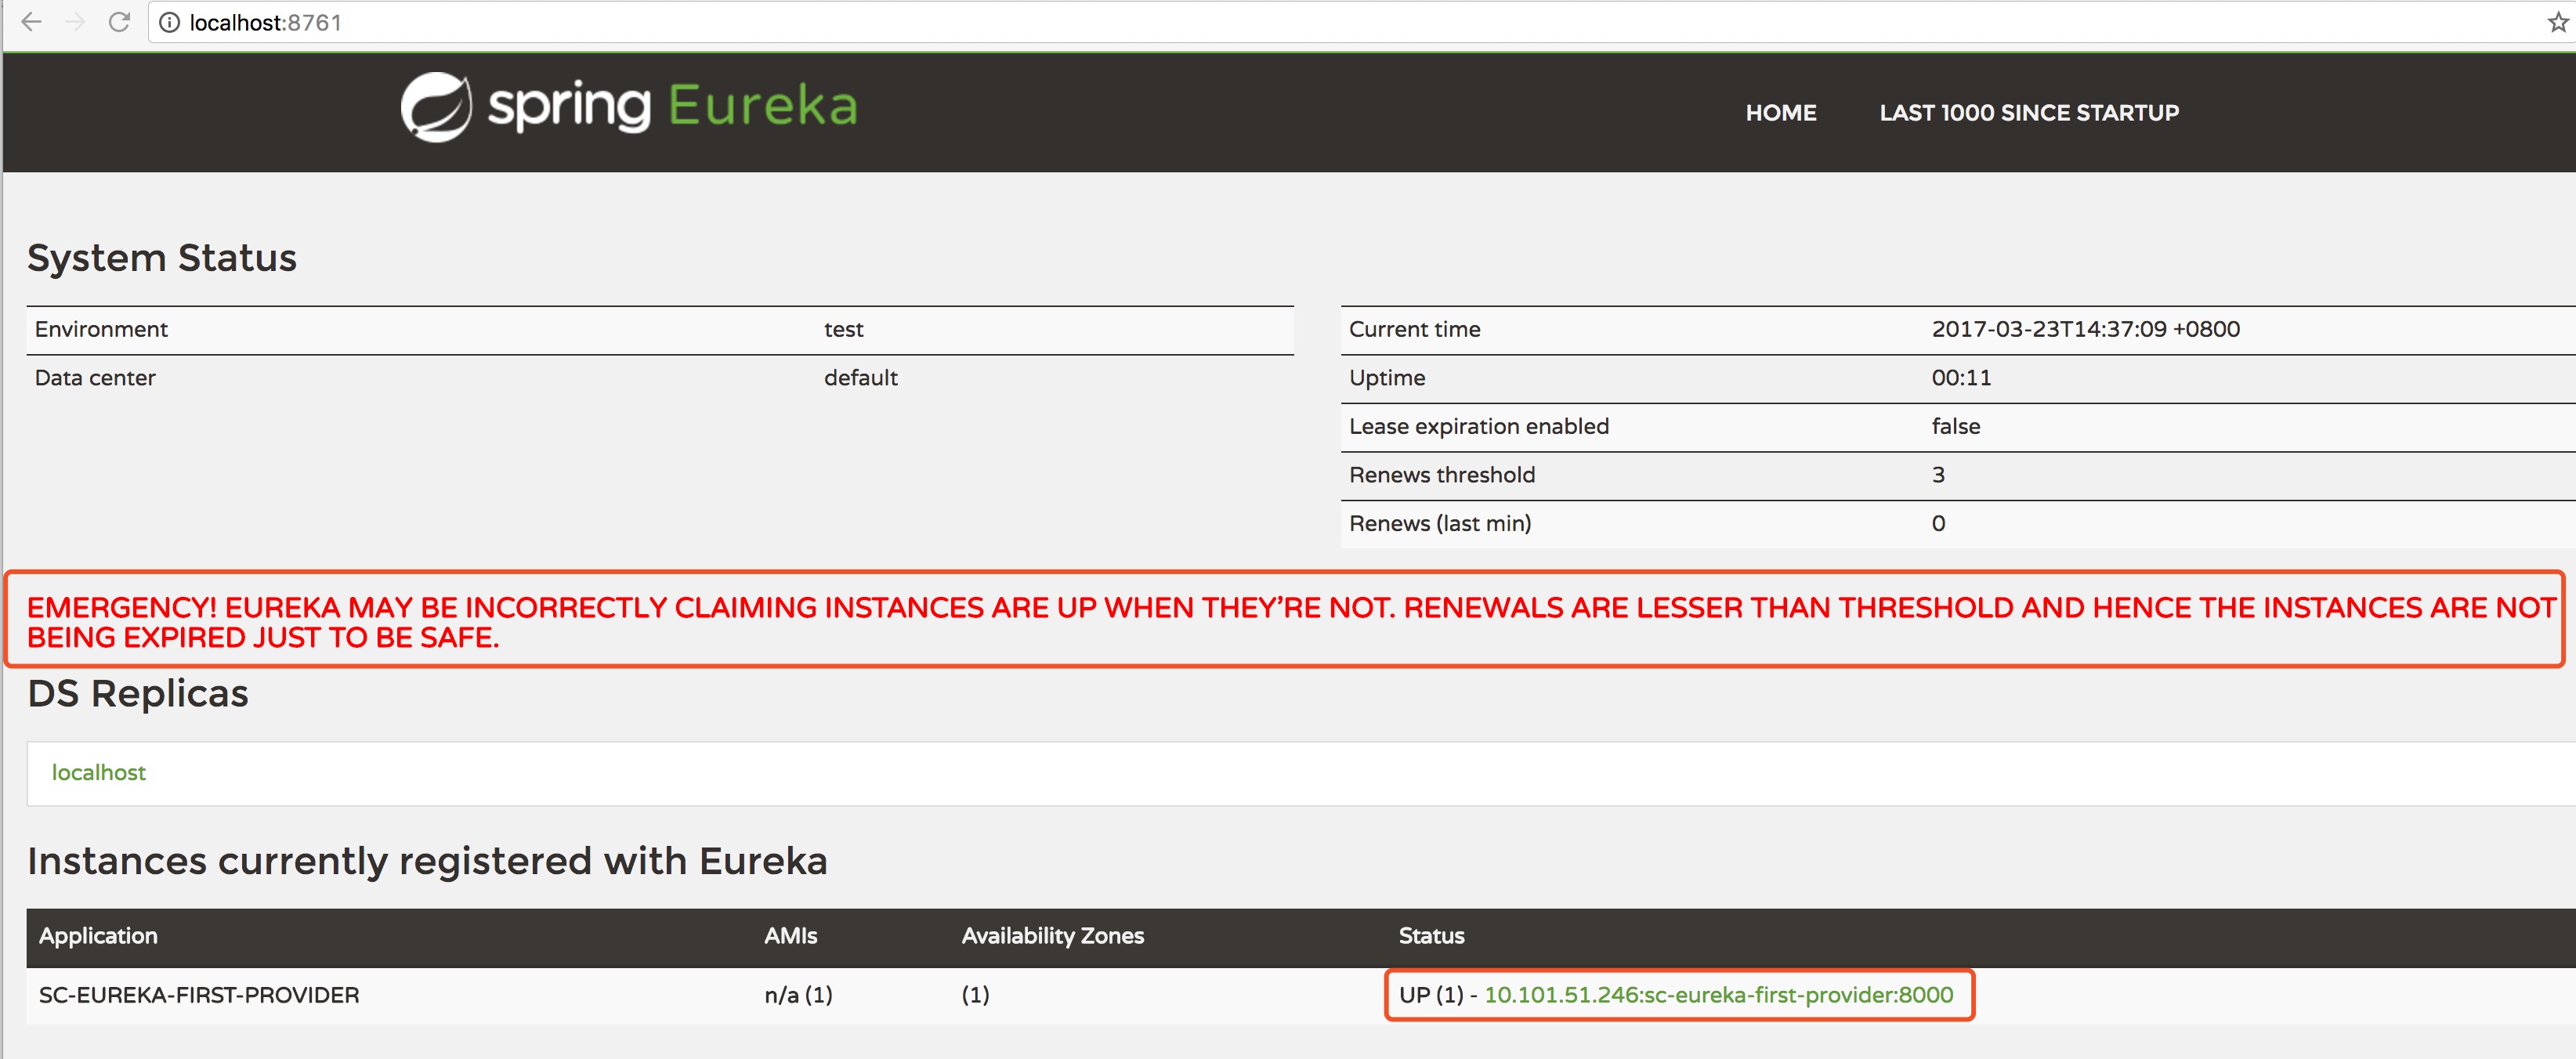 localhost:8761
spring Eureka
HOME LAST 1000 SINCE STARTUP
System Status
Environment test
Data center default
Current time 2017-03-23T14:37:09 +0800
Uptime 00:11
Lease expiration enabled false
Renews threshold 3
Renews (last min) 0
EMERGENCY! EUREKA MAY BE INCORRECTLY CLAIMING INSTANCES ARE UP WHEN THEY’RE NOT. RENEWALS ARE LESSER THAN THRESHOLD AND HENCE THE INSTANCES ARE NOT
BEING EXPIRED JUST TO BE SAFE.
DS Replicas
localhost
Instances currently registered with Eureka
Application AMIs Availability Zones Status
SC-EUREKA-FIRST-PROVIDER n/a (1) (1) UP (1) - 10.101.51.246:sc-eureka-first-provider:8000